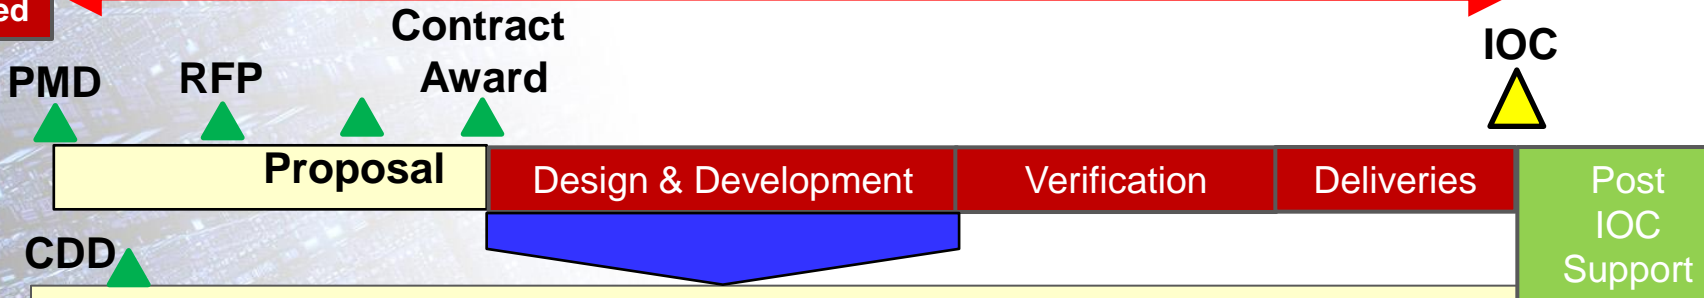 ed
Contract
Award
IOC
PMD
RFP
Proposal
Design & Development
Verification
Deliveries
Post
IOC
Support
CDD